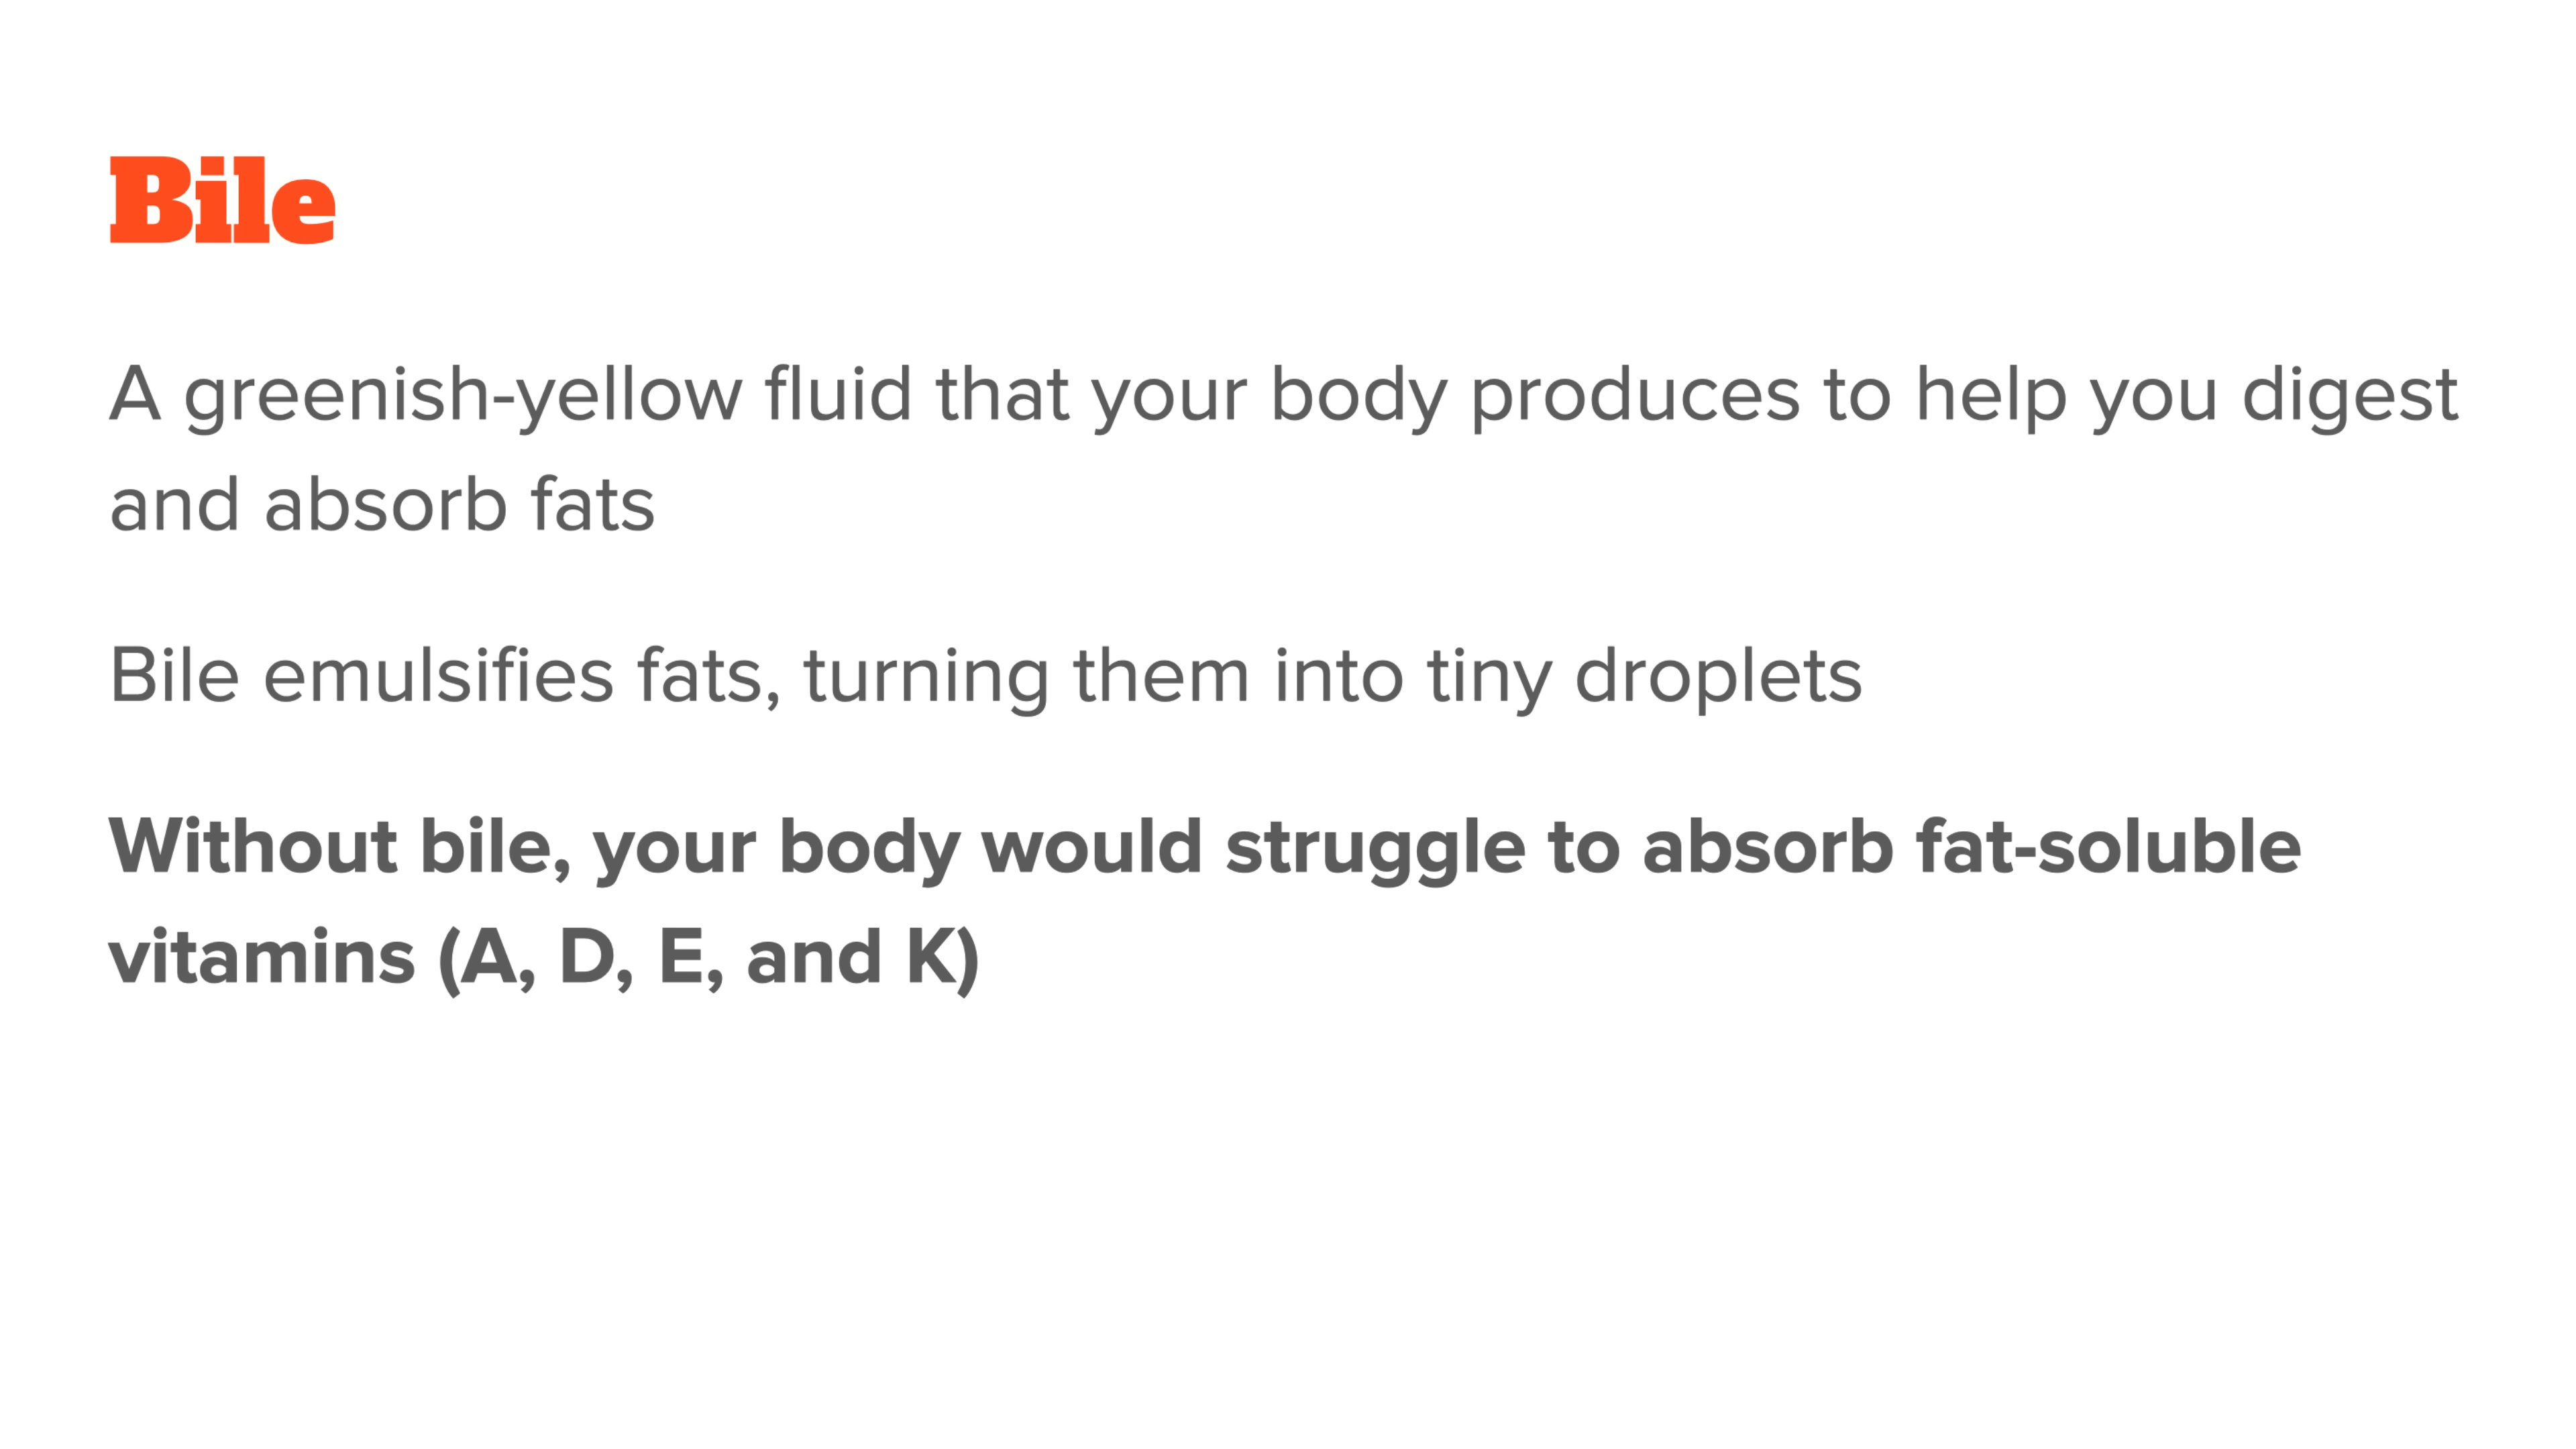 Bile
A greenish-yellow fluid that your body produces to help you digest
and absorb fats
Bile emulsifies fats, turning them into tiny droplets
Without bile, your body would struggle to absorb fat-soluble
vitamins (A, D, E, and K)